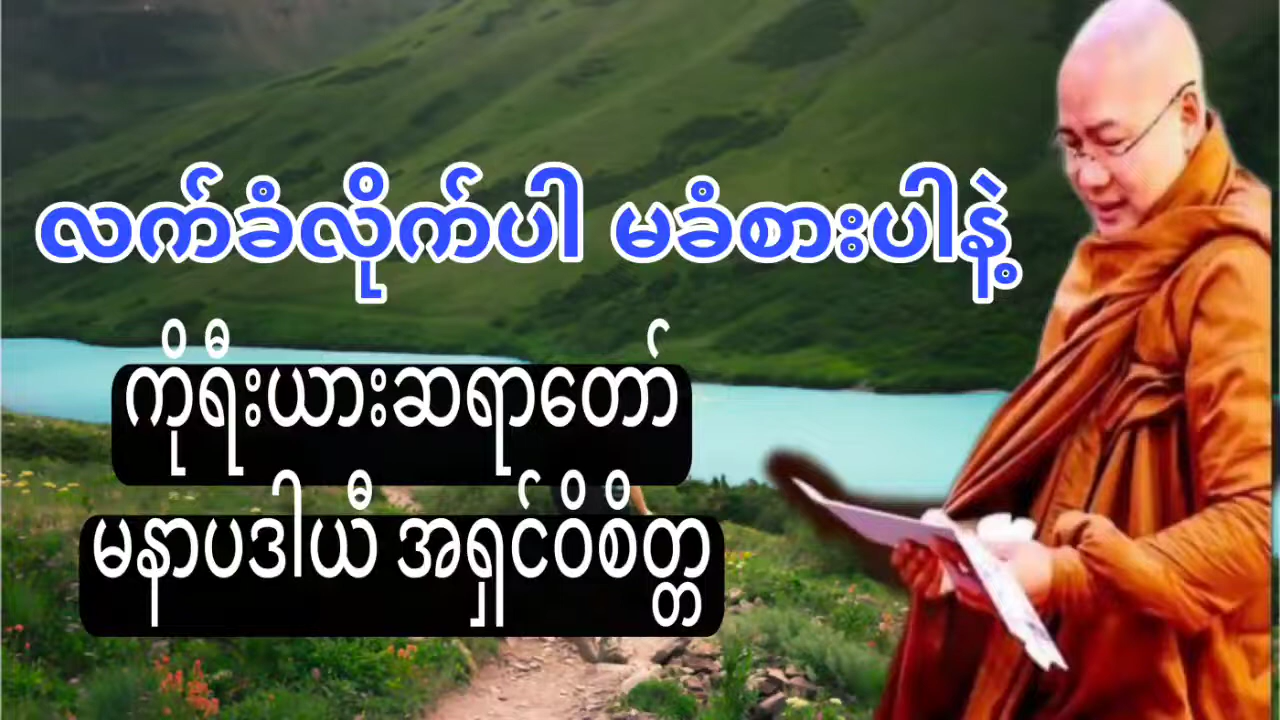 လက်ခံလိုက်ပါ မခံစားပါနဲ့
ကိုရီးယားဆရာတော်
မနာပဒါယီ အရှင်ဝိစိတ္တ